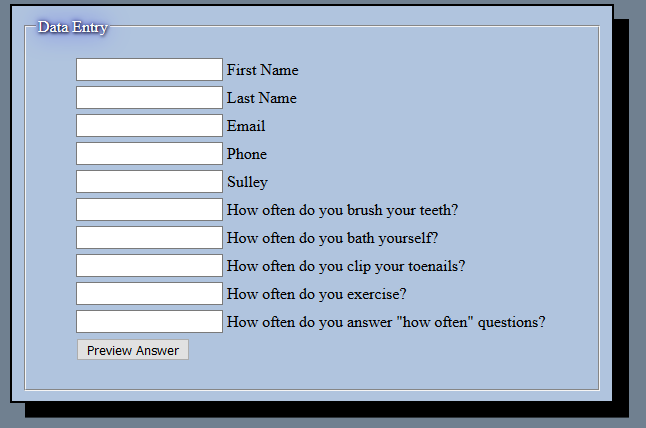 Data Entry
First Name
Last Name
Email
Phone
Sulley
How often do you brush your teeth?
How often do you bath yourself?
How often do you clip your toenails?
How often do you exercise?
How often do you answer "how often" questions?
Preview Answer